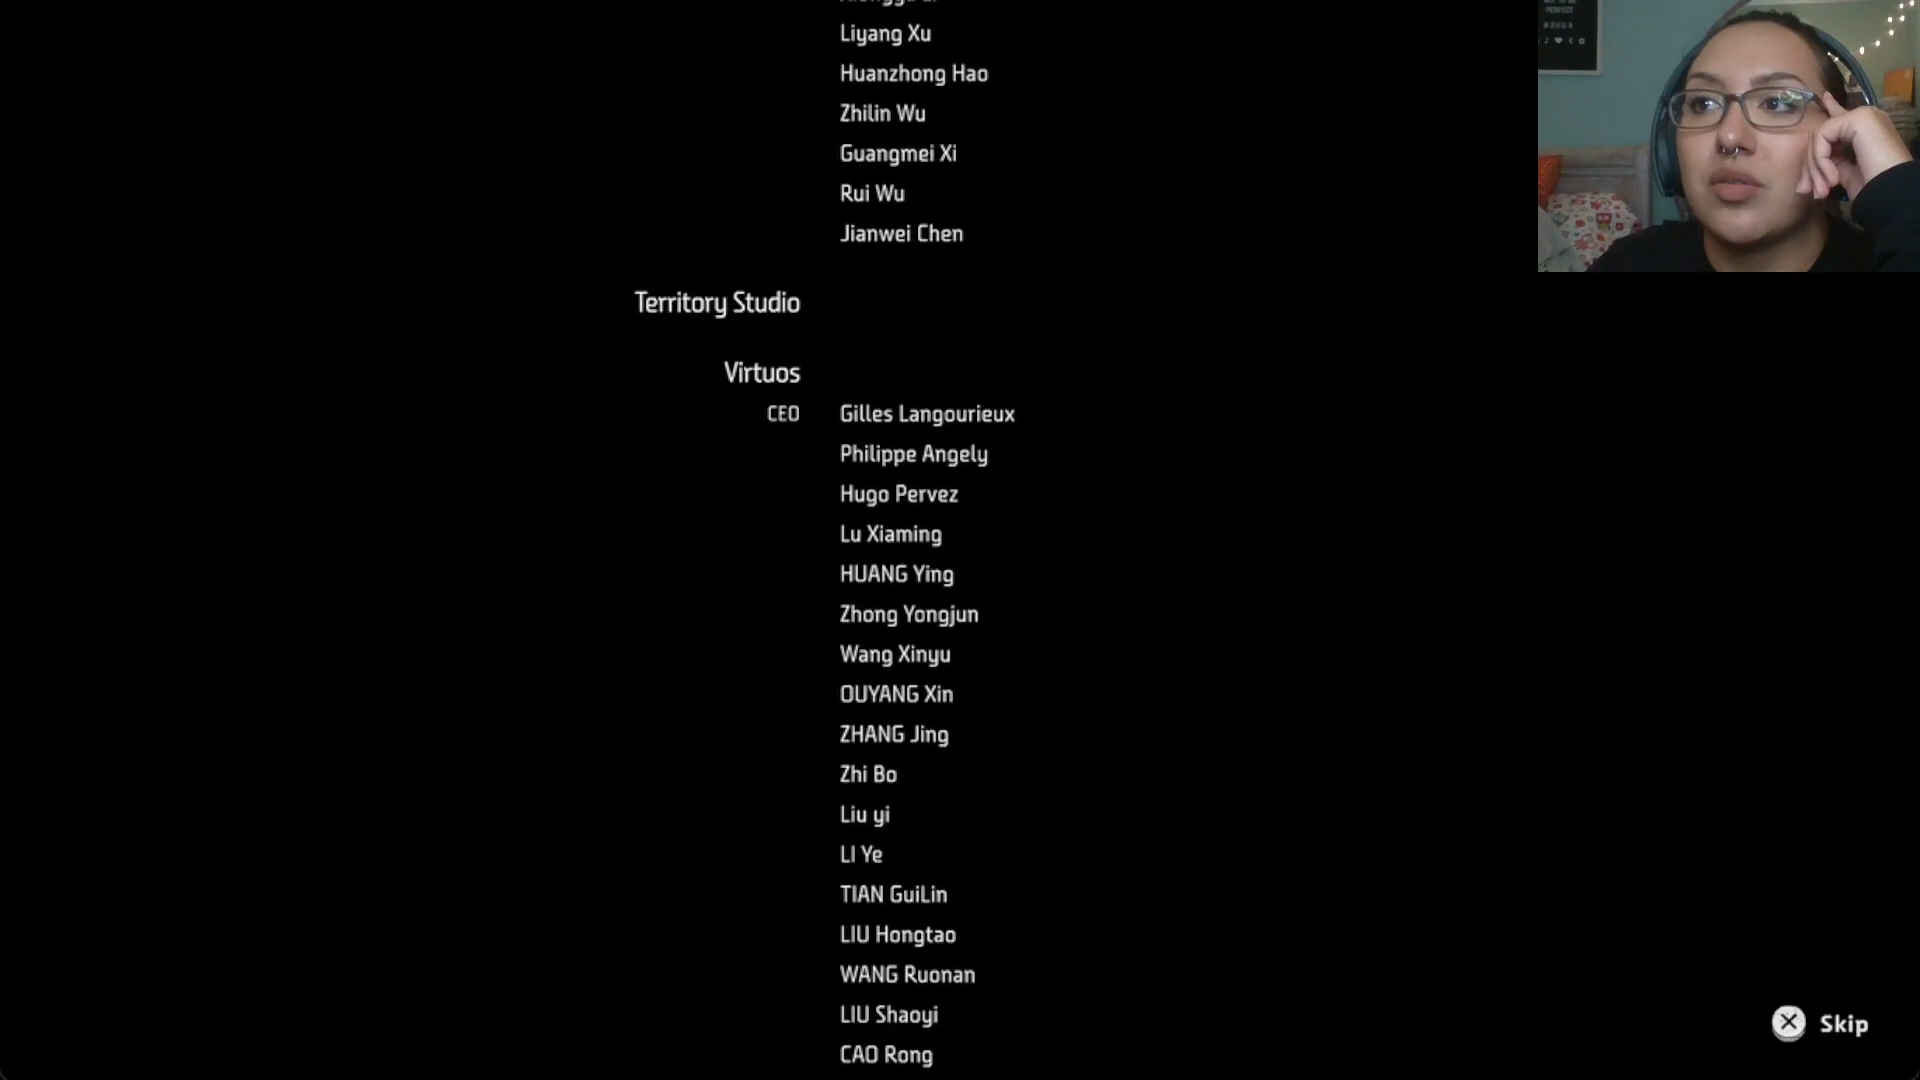 Liyang Xu
Huanzhong Hao
Zhilin Wu
Guangmei Xi
Rui Wu
Jianwei Chen
Territory Studio
Virtuos
CEO Gilles Langourieux
Philippe Angely
Hugo Pervez
Lu Xiaming
HUANG Ying
Zhong Yongjun
Wang Xinyu
OUYANG Xin
ZHANG Jing
Zhi Bo
Liu yi
LI Ye
TIAN GuiLin
LIU Hongtao
WANG Ruonan
LIU Shaoyi
CAO Rong
Skip
PERFECT